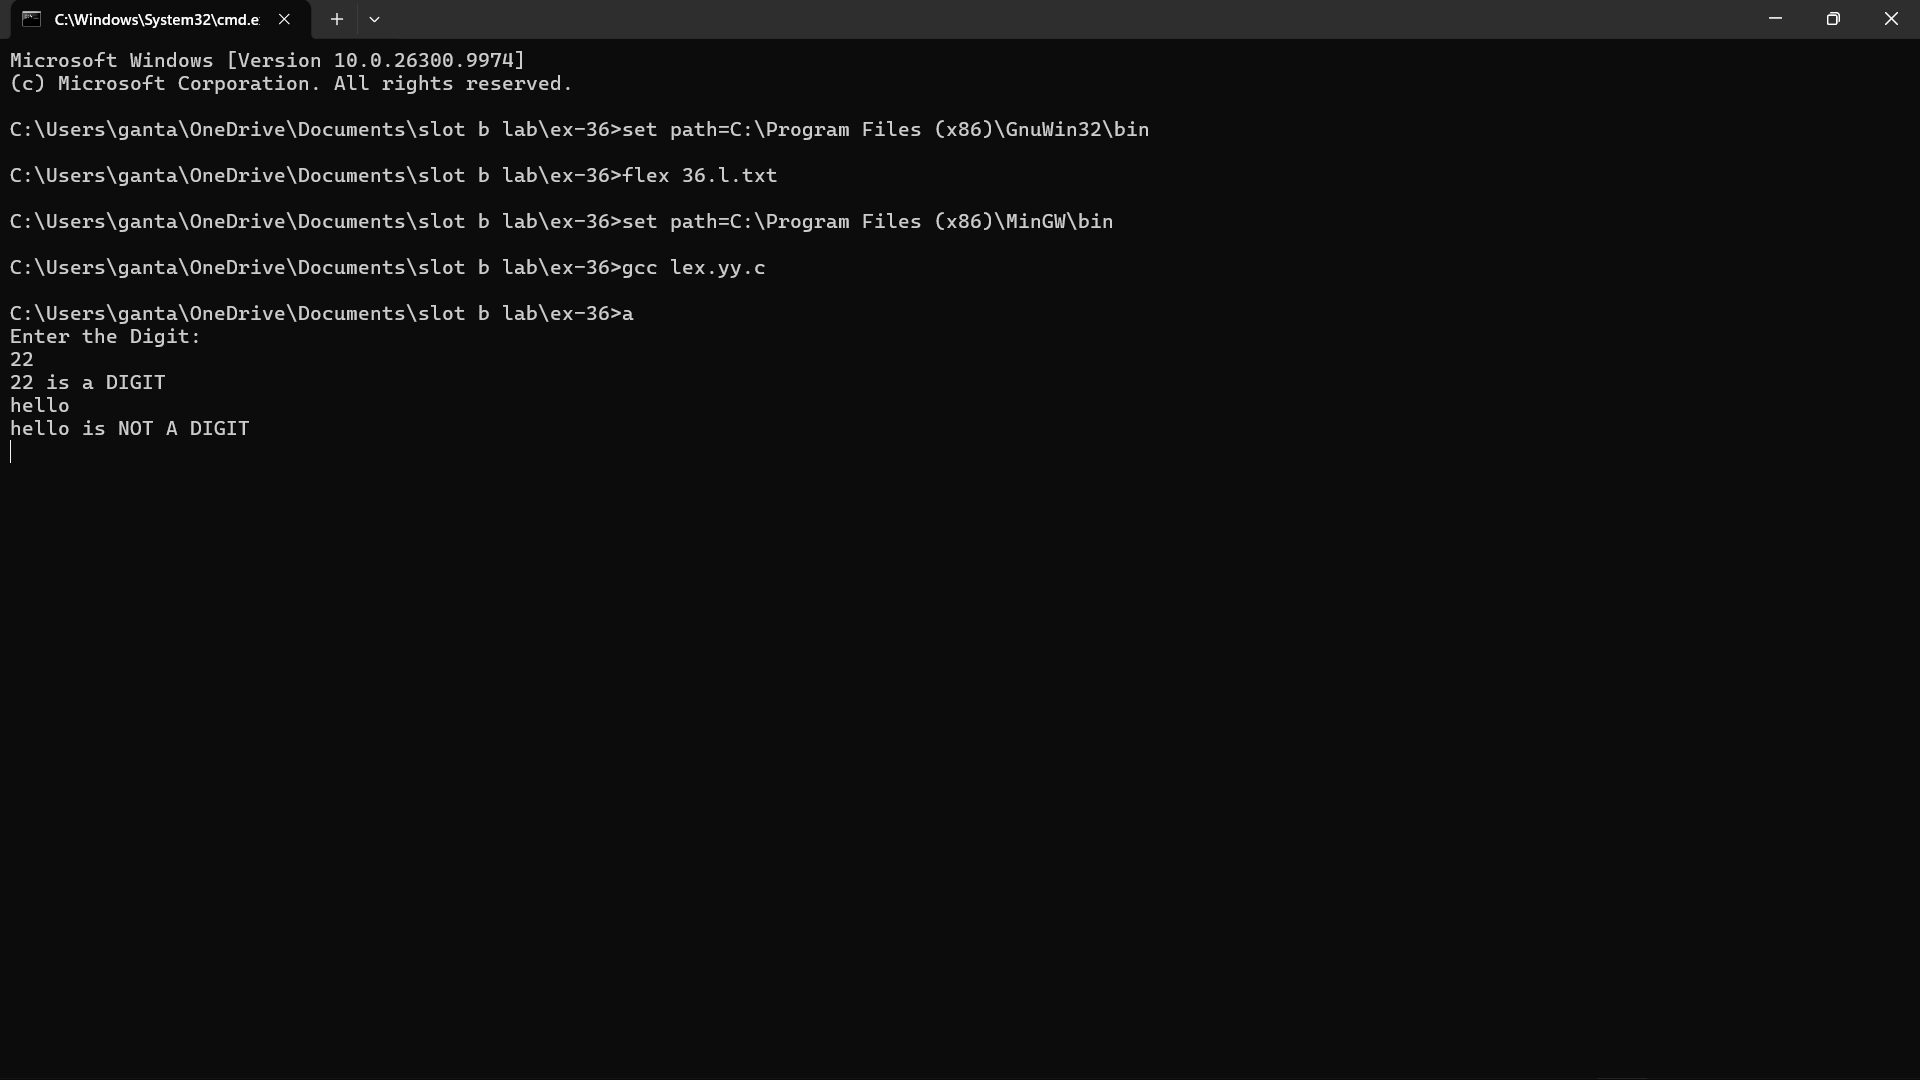 C:\Windows\System32\cmd.e
Microsoft Windows [Version 10.0.26300.9974]
(c) Microsoft Corporation. All rights reserved.
C:\Users\ganta\OneDrive\Documents\slot b lab\ex-36>set path=C:\Program Files (x86)\GnuWin32\bin
C:\Users\ganta\OneDrive\Documents\slot b lab\ex-36>flex 36.l.txt
C:\Users\ganta\OneDrive\Documents\slot b lab\ex-36>set path=C:\Program Files (x86)\MinGW\bin
C:\Users\ganta\OneDrive\Documents\slot b lab\ex-36>gcc lex.yy.c
C:\Users\ganta\OneDrive\Documents\slot b lab\ex-36>a
Enter the Digit:
22
22 is a DIGIT
hello
hello is NOT A DIGIT